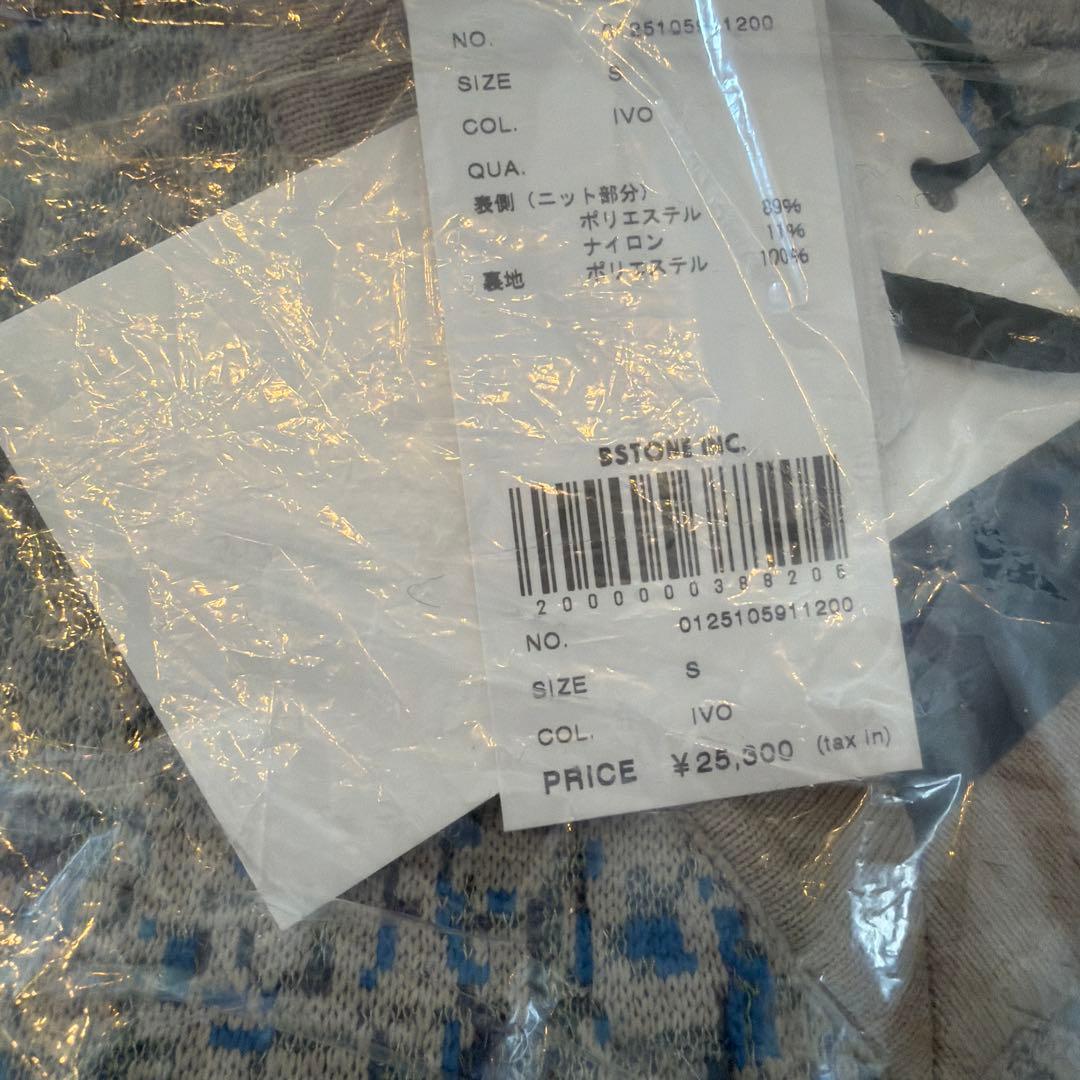 NO. 0125105911200
SIZE S
COL. IVO
QUA.
表側(ニット部分)
ポリエステル 89%
ナイロン 11%
裏地 ポリエステル 100%
BSTONE INC.
2000000388206
NO. 0125105911200
SIZE S
COL. IVO
PRICE ¥25,300 (tax in)